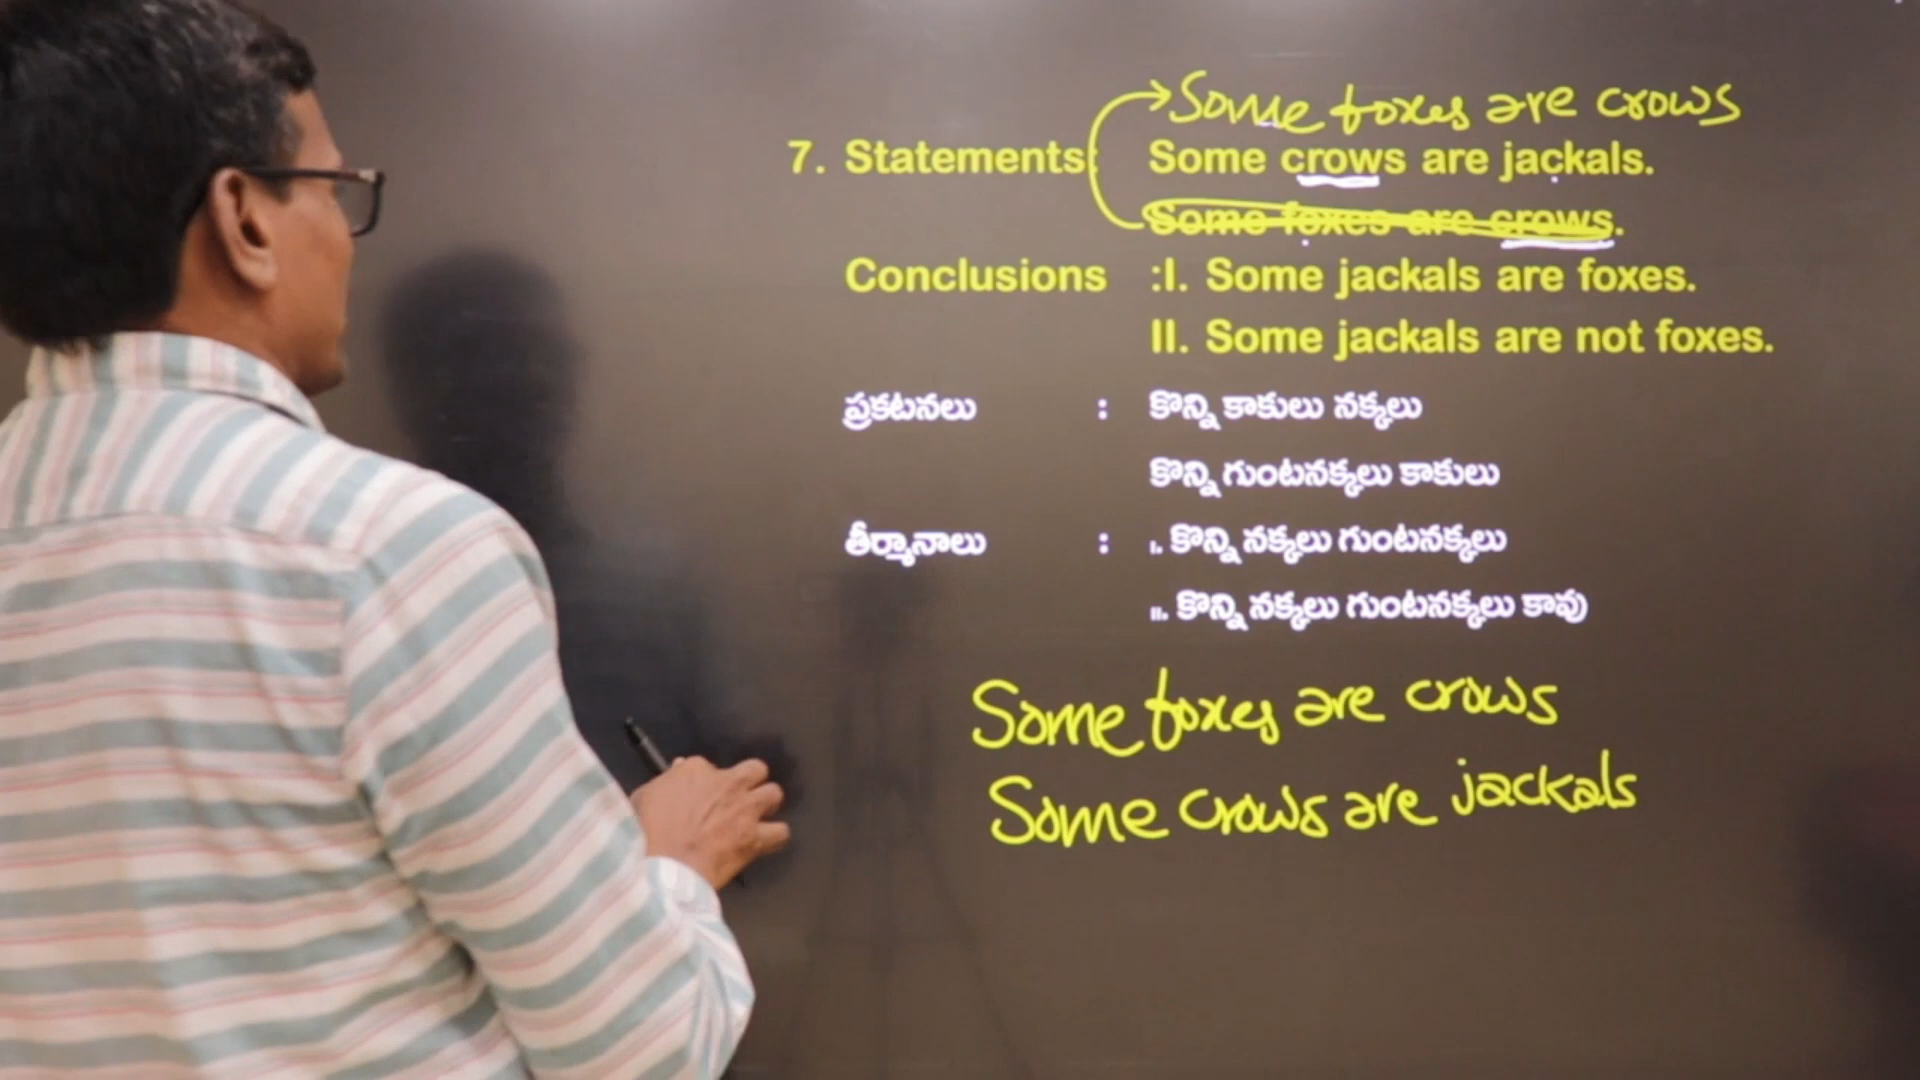 Some foxes are crows
7. Statements: Some crows are jackals.
Some foxes are crows.
Conclusions :I. Some jackals are foxes.
II. Some jackals are not foxes.
ప్రకటనలు : కొన్ని కాకులు నక్కలు
కొన్ని గుంటనక్కలు కాకులు
తీర్మానాలు : I. కొన్ని నక్కలు గుంటనక్కలు
II. కొన్ని నక్కలు గుంటనక్కలు కావు
Some foxes are crows
Some crows are jackals